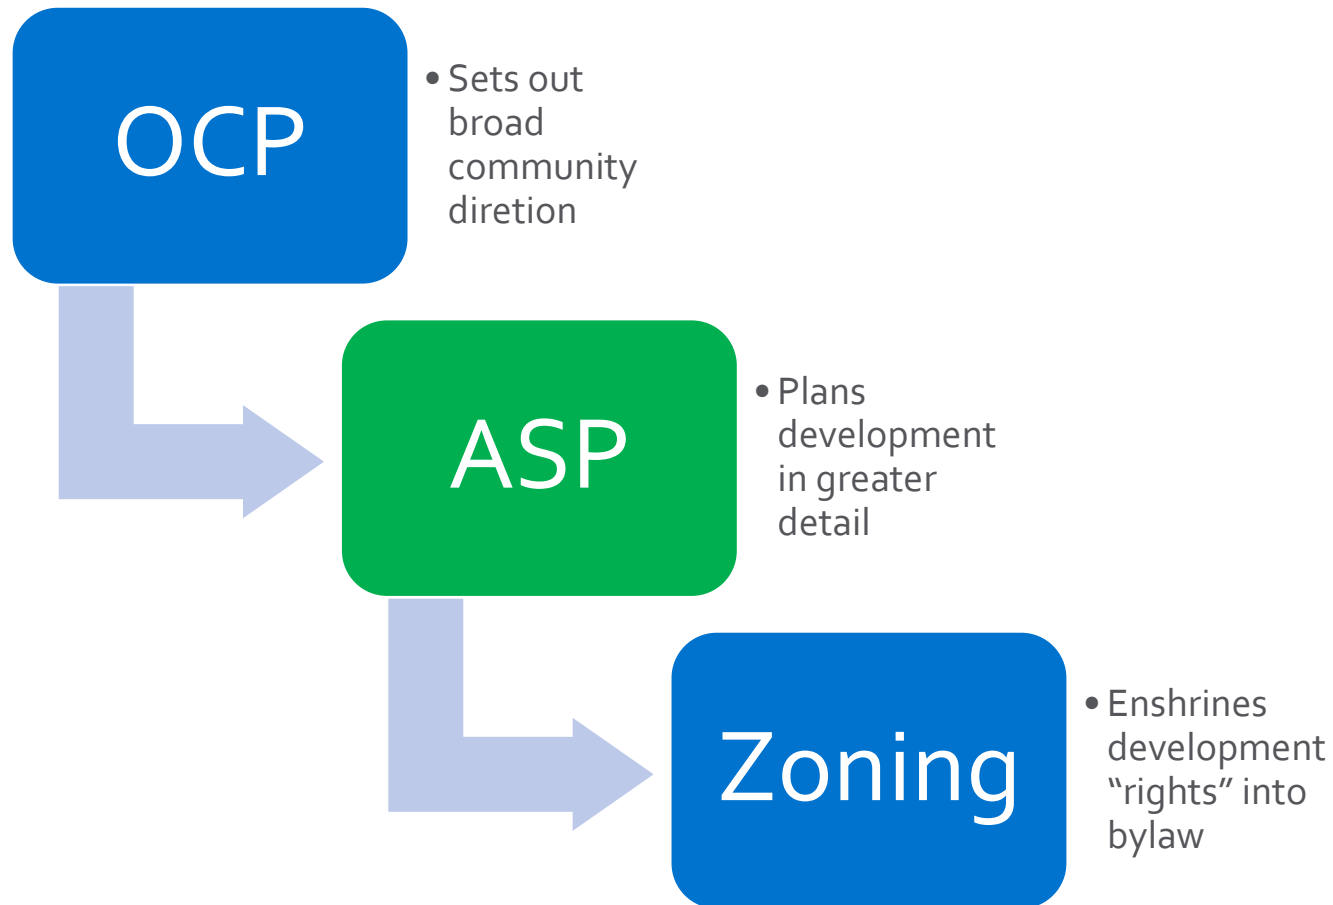 OCP
• Sets out
broad
community
diretion
ASP
• Plans
development
in greater
detail
Zoning
• Enshrines
development
“rights” into
bylaw